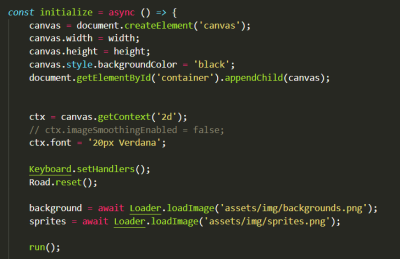 const initialize = async () => {
    canvas = document.createElement('canvas');
    canvas.width = width;
    canvas.height = height;
    canvas.style.backgroundColor = 'black';
    document.getElementById('container').appendChild(canvas);

    ctx = canvas.getContext('2d');
    // ctx.imageSmoothingEnabled = false;
    ctx.font = '20px Verdana';

    Keyboard.setHandlers();
    Road.reset();

    background = await Loader.loadImage('assets/img/backgrounds.png');
    sprites = await Loader.loadImage('assets/img/sprites.png');

    run();